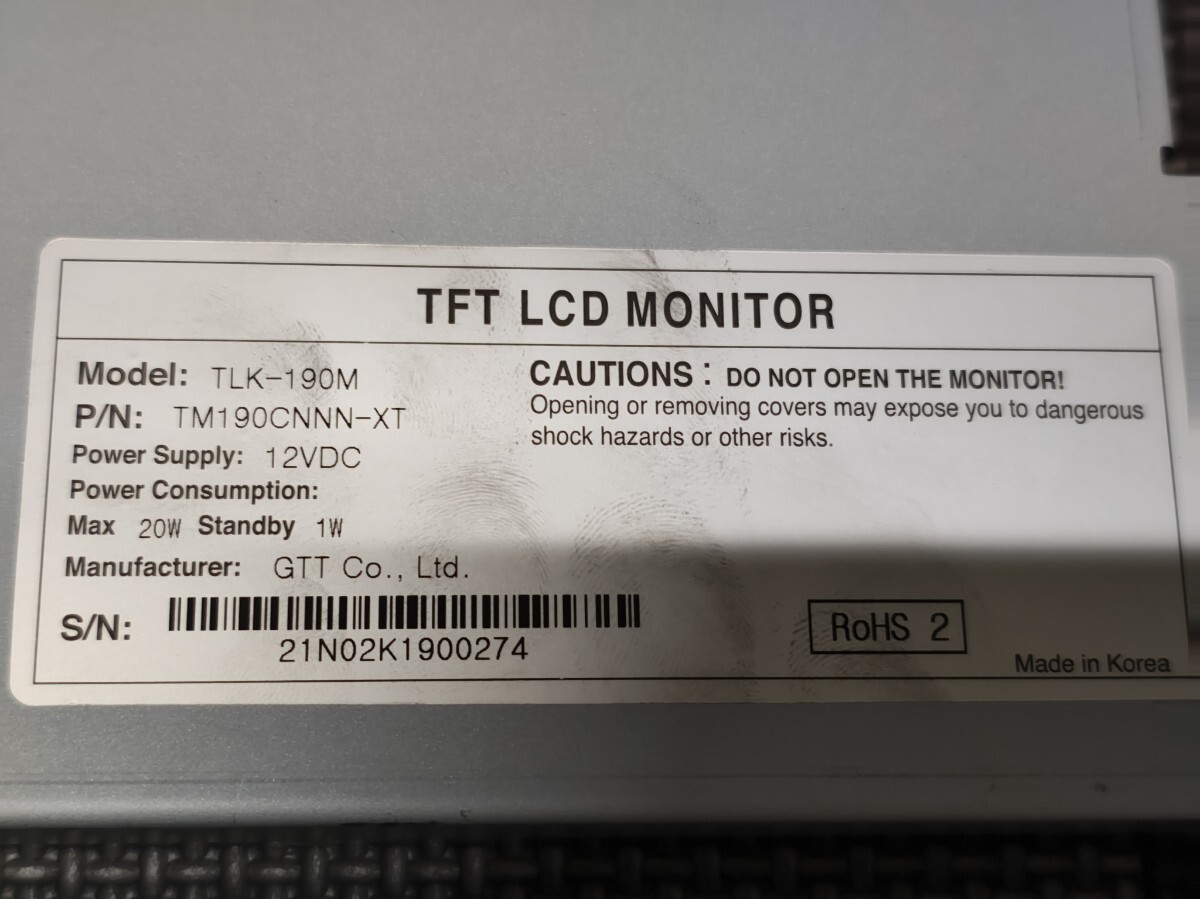 TFT LCD MONITOR
Model: TLK-190M
P/N: TM190CNNN-XT
Power Supply: 12VDC
Power Consumption:
Max 20W Standby 1W
Manufacturer: GTT Co., Ltd.
S/N:
21N02K1900274
CAUTIONS : DO NOT OPEN THE MONITOR!
Opening or removing covers may expose you to dangerous
shock hazards or other risks.
RoHS 2
Made in Korea